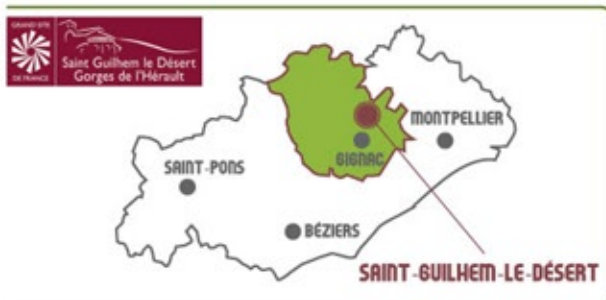 GRAND SITE
DE FRANCE
Saint Guilhem le Désert
Gorges de l'Hérault
MONTPELLIER
GIGNAC
SAINT-PONS
BÉZIERS
SAINT-GUILHEM-LE-DÉSERT